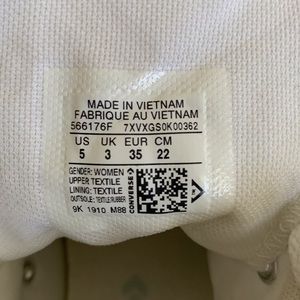 MADE IN VIETNAM
FABRIQUE AU VIETNAM
566176F 7XVXGS0K00362
US UK EUR CM
5 3 35 22
GENDER: WOMEN
UPPER: TEXTILE
LINING: TEXTILE
OUTSOLE: TEXTILE RUBBER
9K 1910 M88
CONVERSE